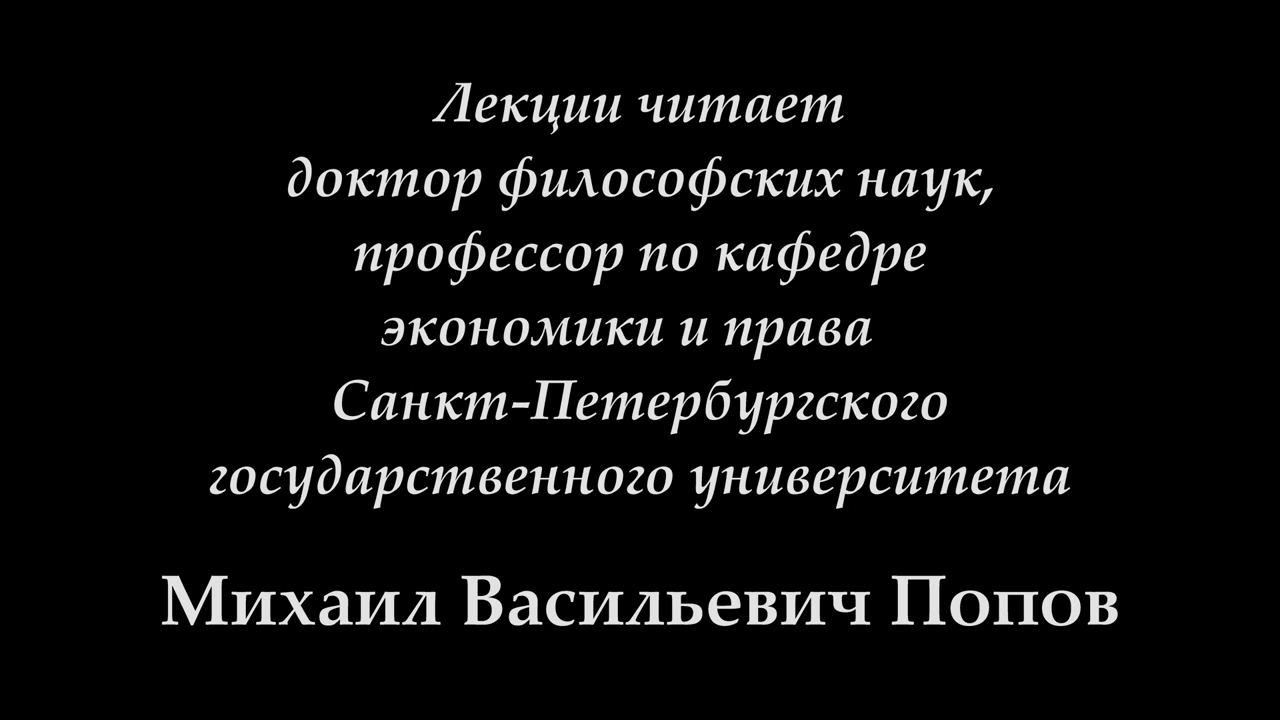 Лекции читает
доктор философских наук,
профессор по кафедре
экономики и права
Санкт-Петербургского
государственного университета
Михаил Васильевич Попов